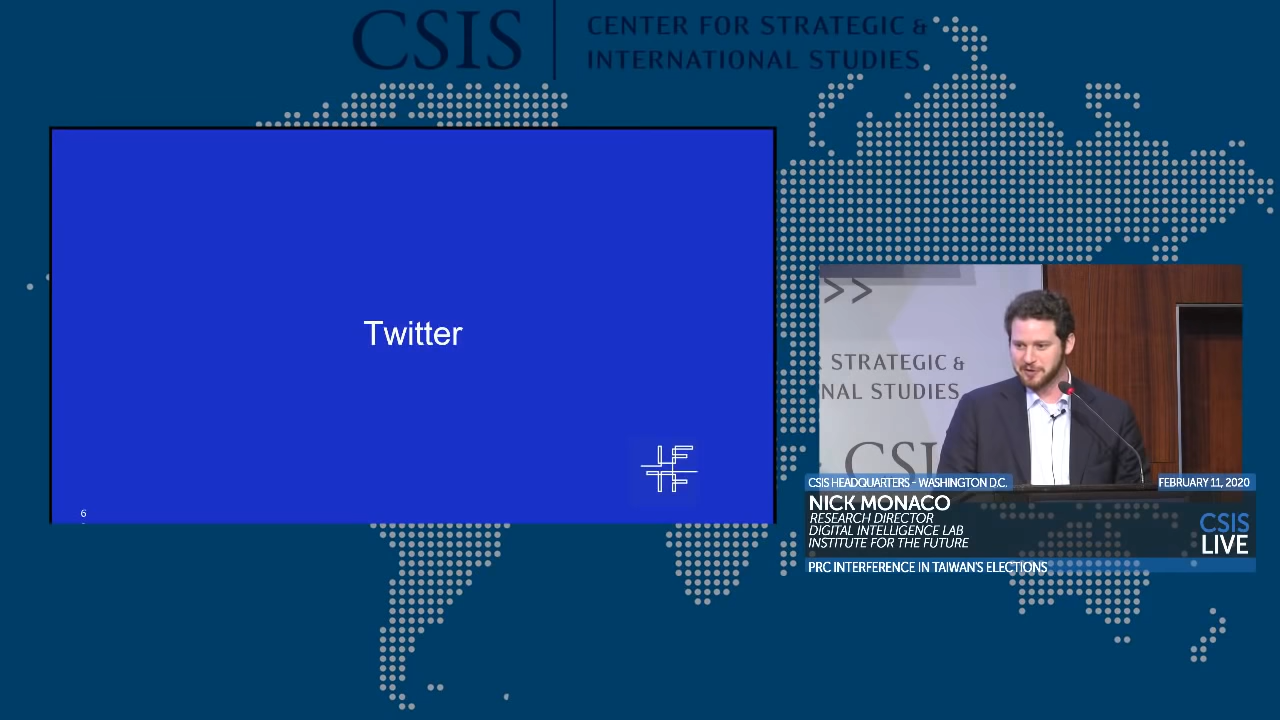 CSIS
CENTER FOR STRATEGIC &
INTERNATIONAL STUDIES
Twitter
6
>>
STRATEGIC &
NAL STUDIES
CSI
CSIS HEADQUARTERS - WASHINGTON D.C.
FEBRUARY 11, 2020
NICK MONACO
RESEARCH DIRECTOR
DIGITAL INTELLIGENCE LAB
INSTITUTE FOR THE FUTURE
CSIS
LIVE
PRC INTERFERENCE IN TAIWAN'S ELECTIONS